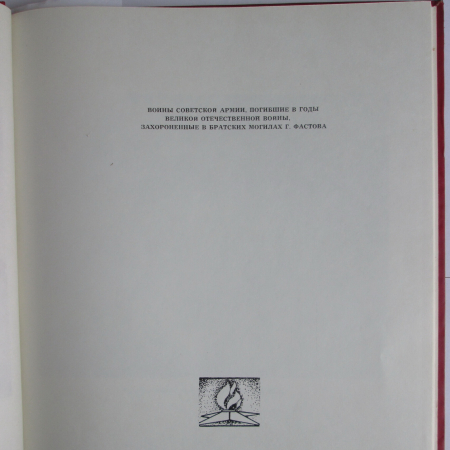 ВОИНЫ СОВЕТСКОЙ АРМИИ, ПОГИБШИЕ В ГОДЫ
ВЕЛИКОЙ ОТЕЧЕСТВЕННОЙ ВОЙНЫ,
ЗАХОРОНЕННЫЕ В БРАТСКИХ МОГИЛАХ Г. ФАСТОВА